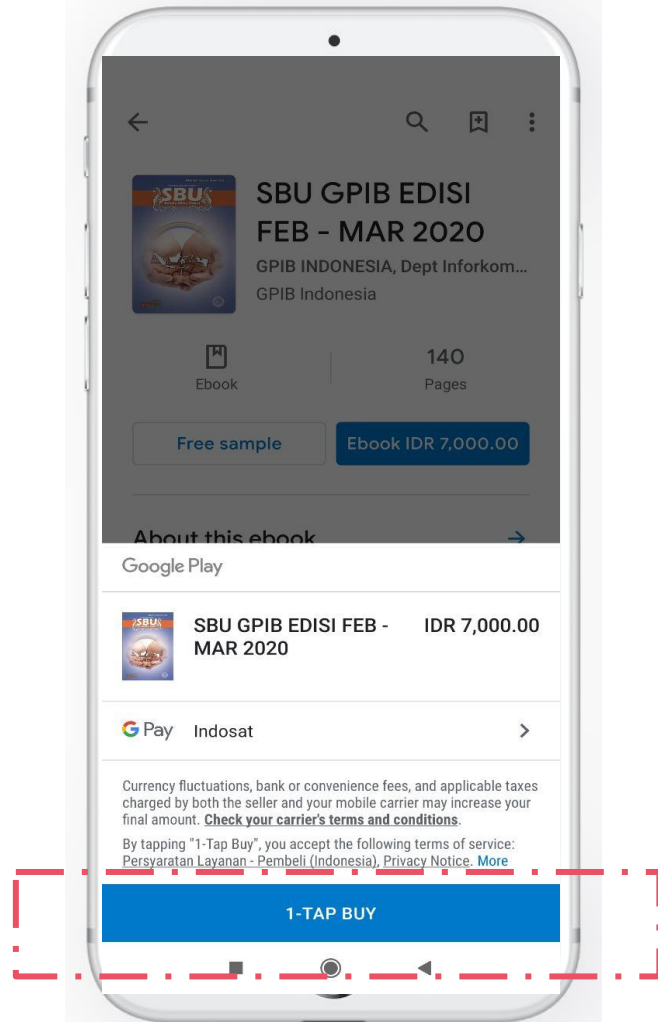 SBU
SBU GPIB EDISI
FEB - MAR 2020
GPIB INDONESIA, Dept Inforkom...
GPIB Indonesia
Ebook
140
Pages
Free sample
Ebook IDR 7,000.00
About this ebook
Google Play
SBU
SBU GPIB EDISI FEB -
MAR 2020
IDR 7,000.00
G Pay
Indosat
Currency fluctuations, bank or convenience fees, and applicable taxes
charged by both the seller and your mobile carrier may increase your
final amount. Check your carrier's terms and conditions.
By tapping "1-Tap Buy", you accept the following terms of service:
Persyaratan Layanan - Pembeli (Indonesia), Privacy Notice. More
1-TAP BUY